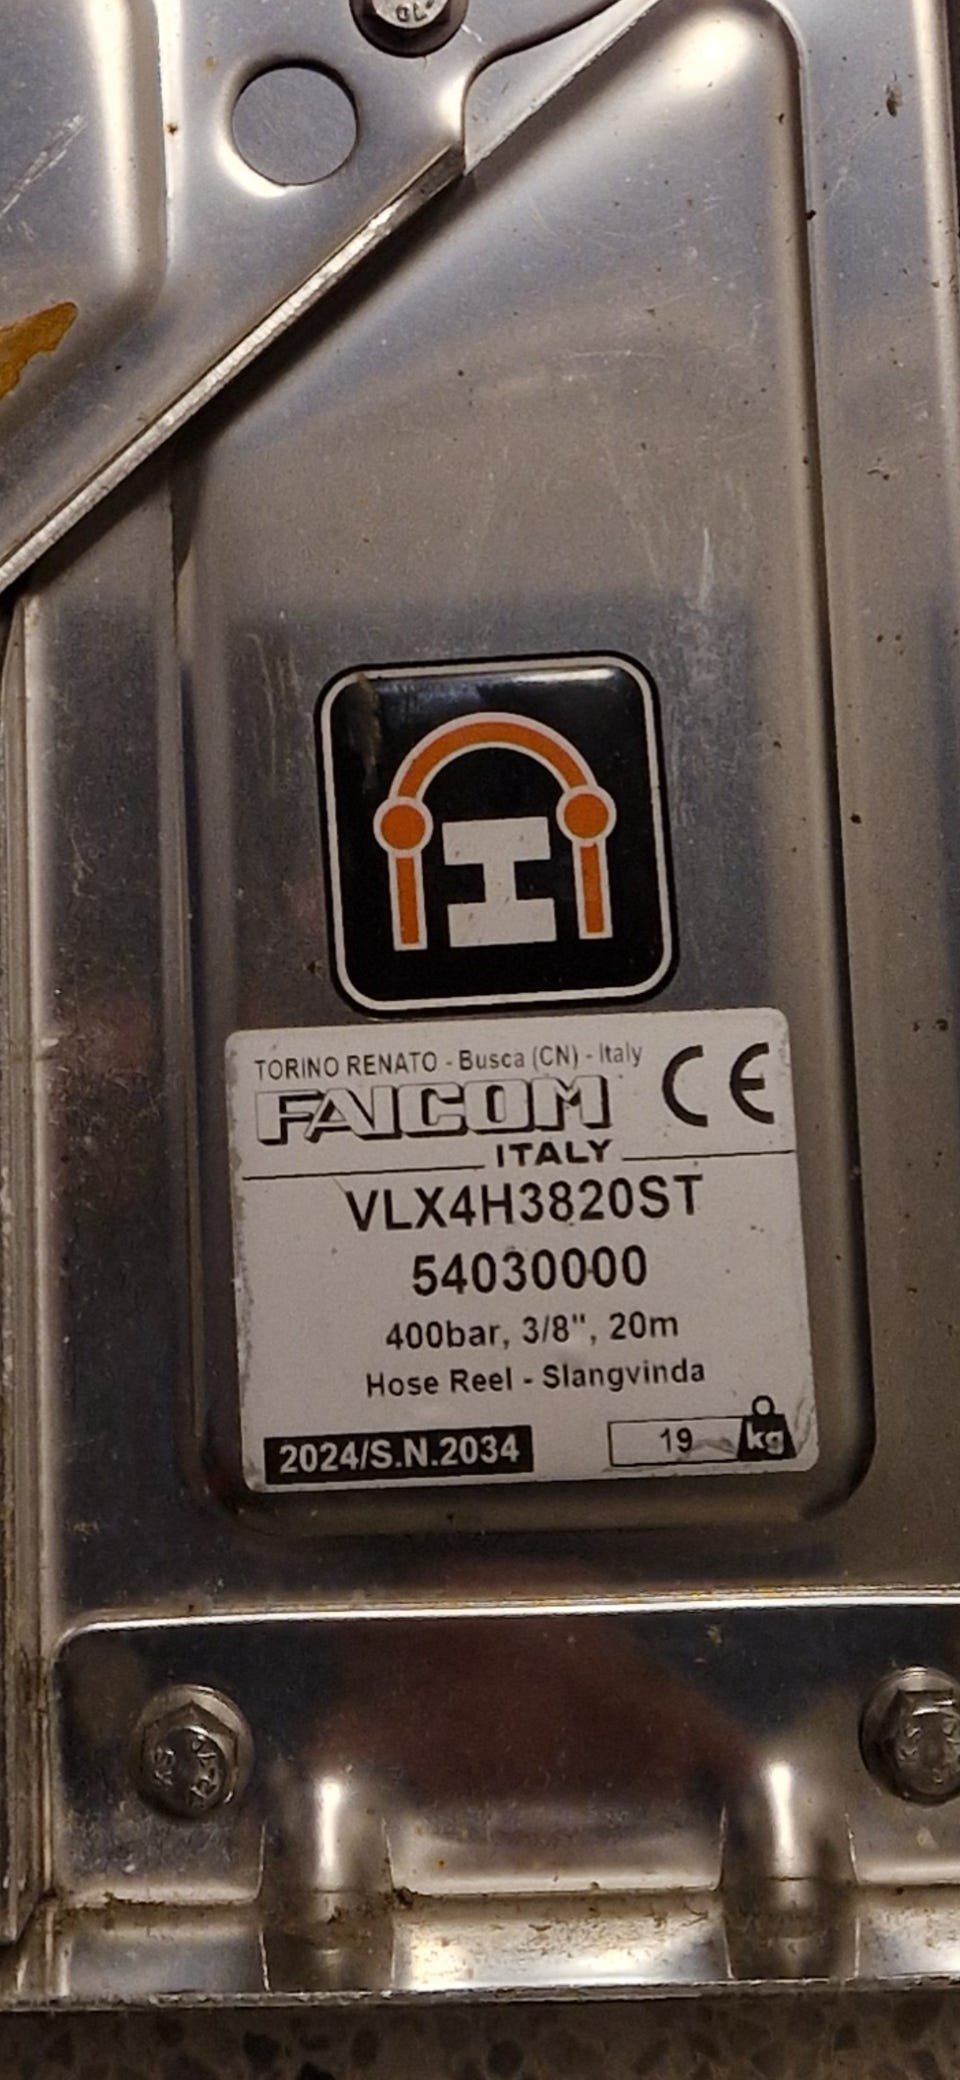 TORINO RENATO - Busca (CN) - Italy
FAICOM CE
ITALY
VLX4H3820ST
54030000
400bar, 3/8", 20m
Hose Reel - Slangvinda
2024/S.N.2034 19 kg